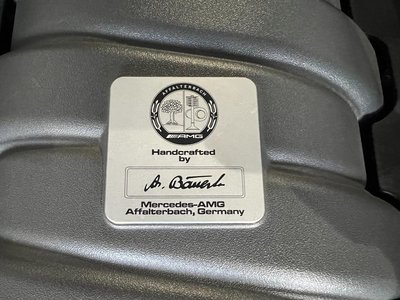 AFFALTERBACH
AMG
Handcrafted
by
Mercedes-AMG
Affalterbach, Germany